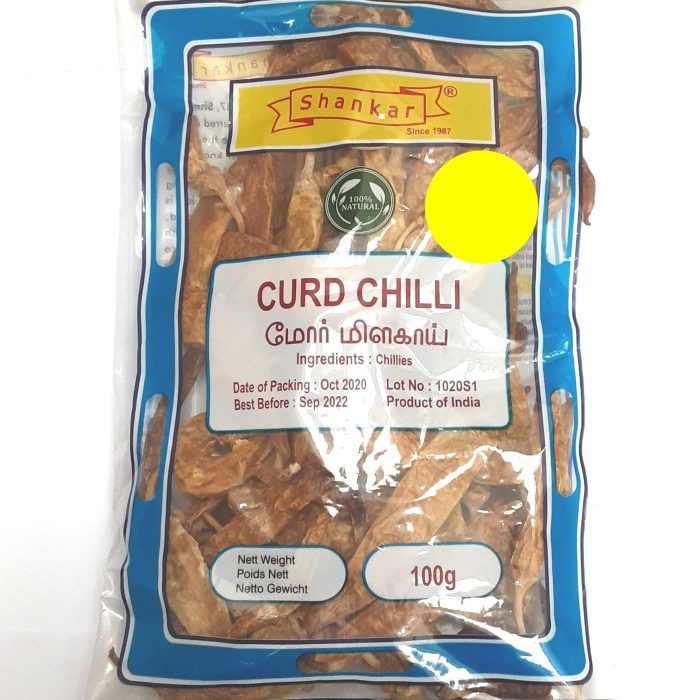 Shankar®
Since 1987
100%
NATURAL
CURD CHILLI
மோர் மிளகாய்
Ingredients : Chillies
Date of Packing : Oct 2020
Best Before : Sep 2022
Lot No : 1020S1
Product of India
Nett Weight
Poids Nett
Netto Gewicht
100g